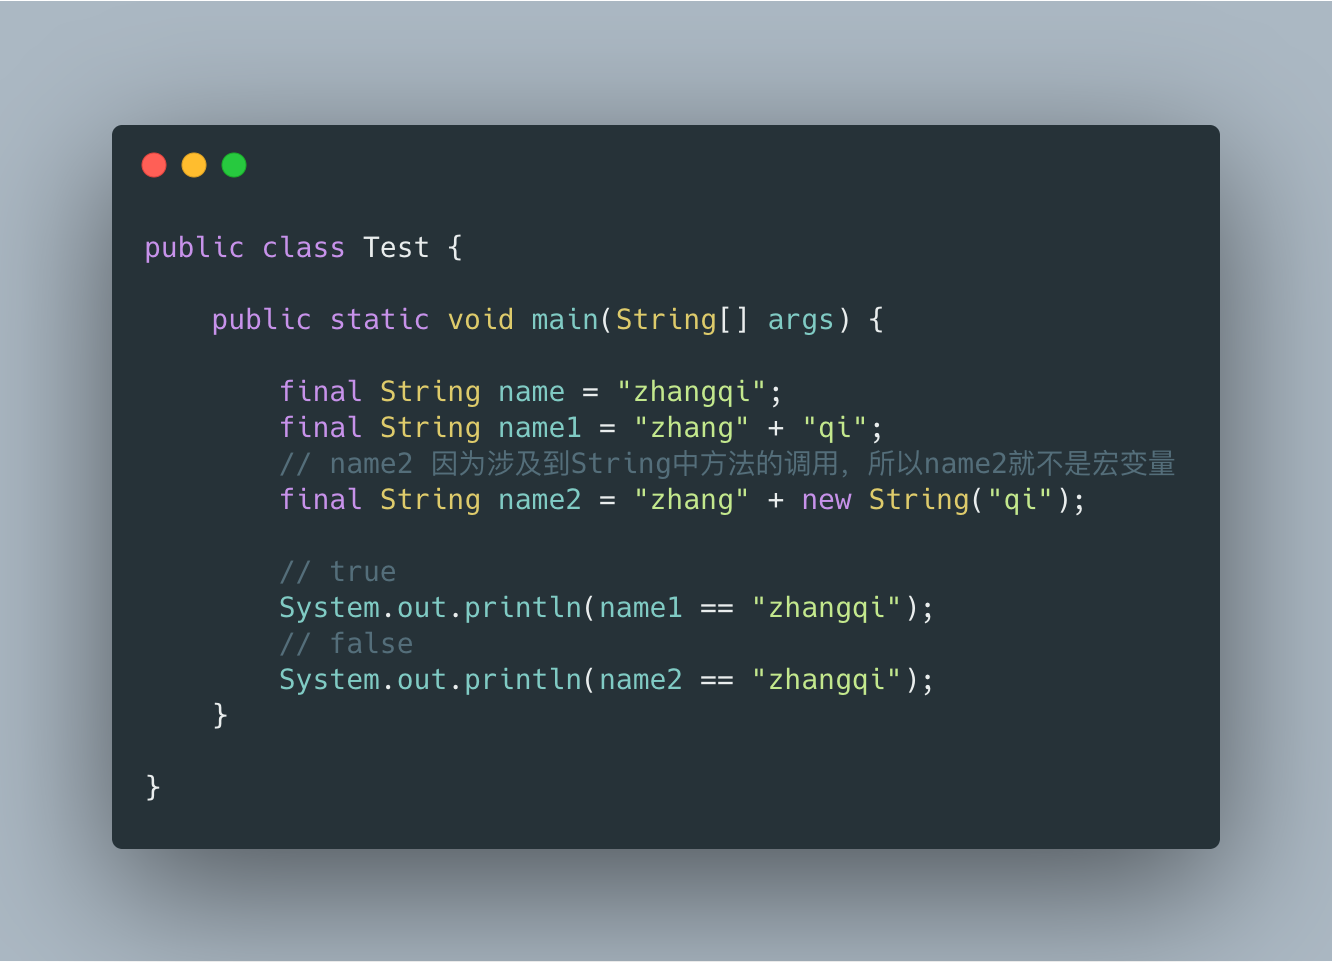 public class Test {
    public static void main(String[] args) {
        final String name = "zhangqi";
        final String name1 = "zhang" + "qi";
        // name2 因为涉及到String中方法的调用，所以name2就不是宏变量
        final String name2 = "zhang" + new String("qi");
        // true
        System.out.println(name1 == "zhangqi");
        // false
        System.out.println(name2 == "zhangqi");
    }
}